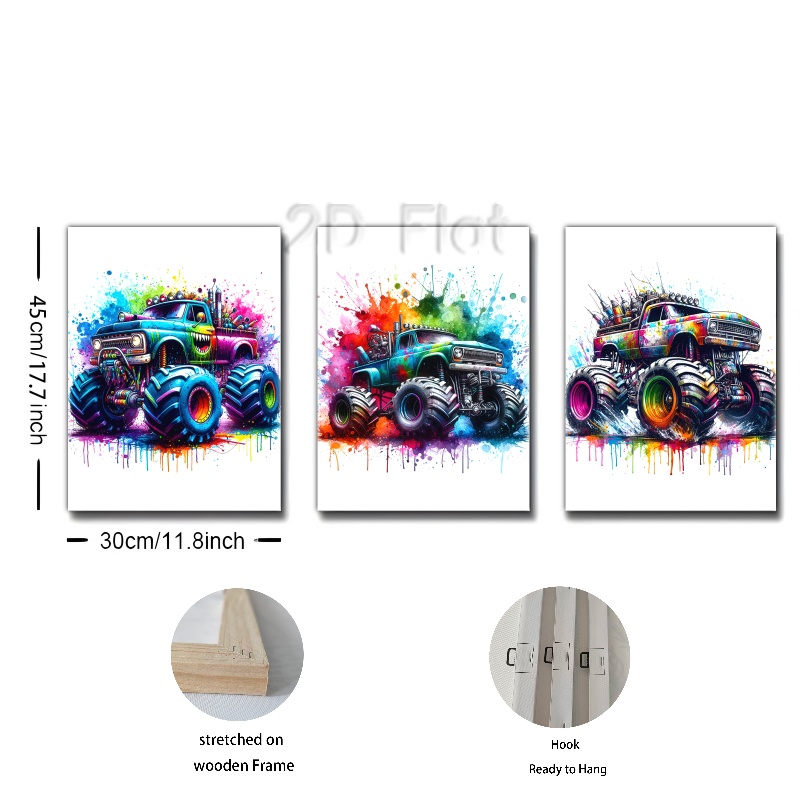 2D Flat
45cm/17.7inch
30cm/11.8inch
stretched on
wooden Frame
Hook
Ready to Hang